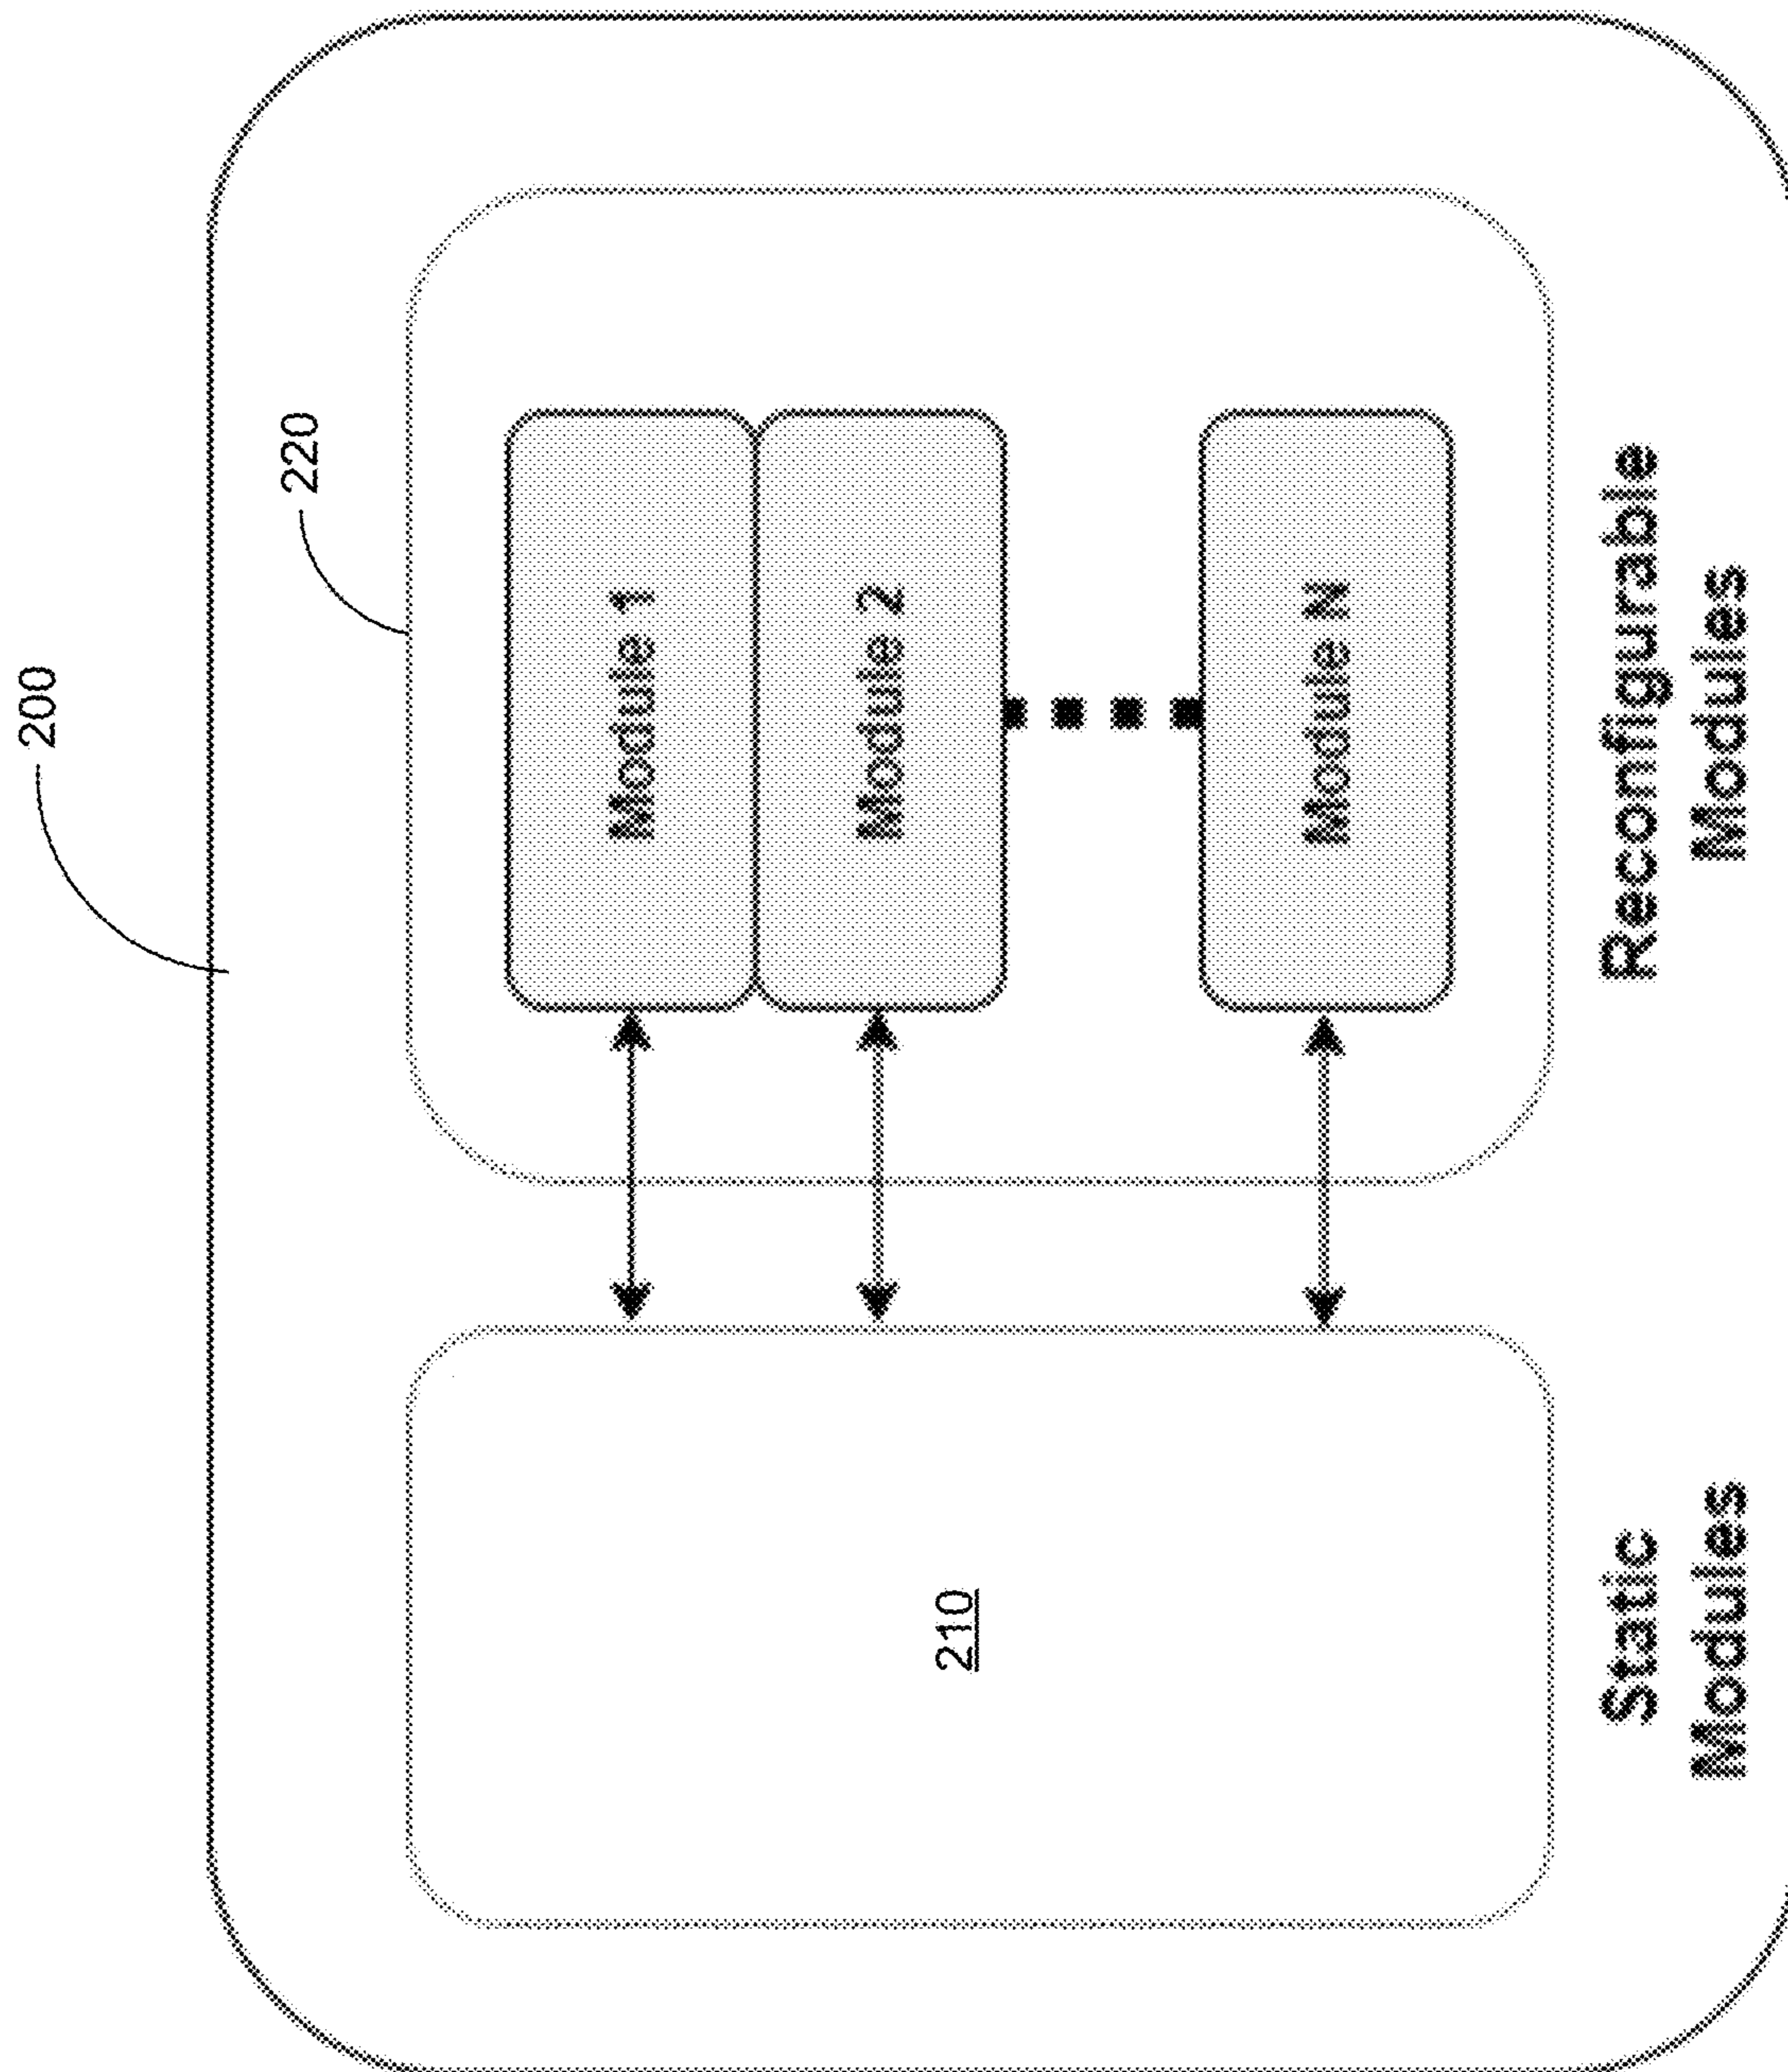 200
220
Module 1
Module 2
Module N
210
Static
Modules
Reconfigurable
Modules